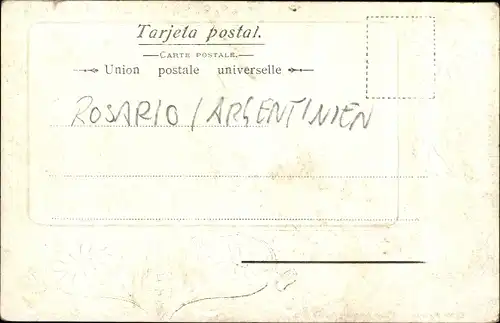 Tarjeta postal.
CARTE POSTALE.
Union postale universelle
ROSARIO / ARGENTINIEN